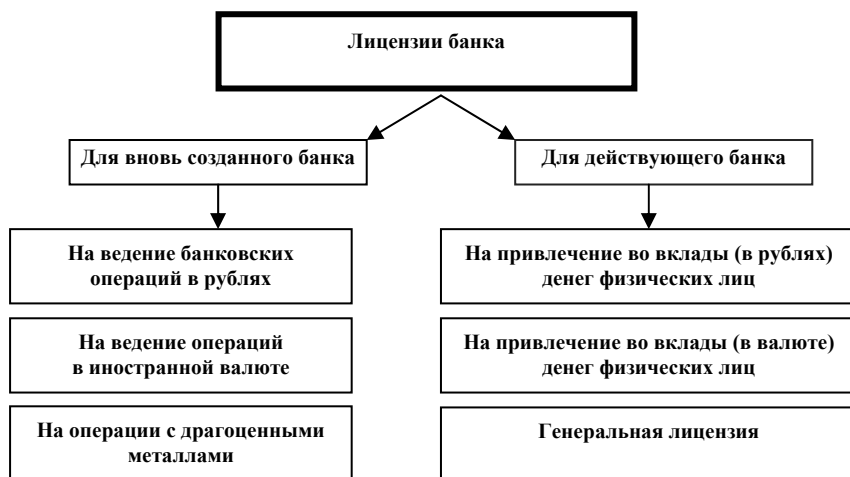 Лицензии банка
Для вновь созданного банка
Для действующего банка
На ведение банковских
операций в рублях
На привлечение во вклады (в рублях)
денег физических лиц
На ведение операций
в иностранной валюте
На привлечение во вклады (в валюте)
денег физических лиц
На операции с драгоценными
металлами
Генеральная лицензия